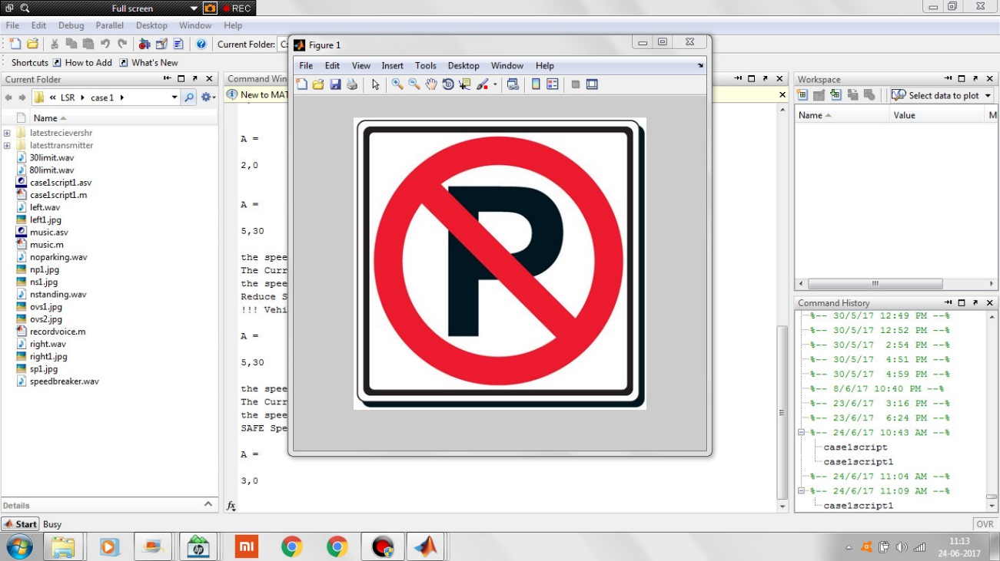 Full screen
REC
File Edit Debug Parallel Desktop Window Help
Current Folder:
Shortcuts How to Add What's New
Current Folder
« LSR ▸ case 1 ▸
Name
latestrecievershr
latesttransmitter
30limit.wav
80limit.wav
case1script1.asv
case1script1.m
left.wav
left1.jpg
music.asv
music.m
noparking.wav
np1.jpg
ns1.jpg
nstanding.wav
ovs1.jpg
ovs2.jpg
recordvoice.m
right.wav
right1.jpg
sp1.jpg
speedbreaker.wav
Details
Command Win
New to MAT
A =
2,0
A =
5,30
the spee
The Curr
the spee
Reduce S
!!! Vehi
A =
5,30
the spee
The Curr
the spee
SAFE Spe
A =
3,0
fx
Figure 1
File Edit View Insert Tools Desktop Window Help
P
Workspace
Select data to plot
Name Value M
Command History
%-- 30/5/17 12:49 PM --%
%-- 30/5/17 12:52 PM --%
%-- 30/5/17 2:54 PM --%
%-- 30/5/17 4:51 PM --%
%-- 30/5/17 4:59 PM --%
%-- 8/6/17 10:40 PM --%
%-- 23/6/17 3:16 PM --%
%-- 23/6/17 6:24 PM --%
%-- 24/6/17 10:43 AM --%
case1script
case1script1
%-- 24/6/17 11:04 AM --%
%-- 24/6/17 11:09 AM --%
case1script1
Start Busy
OVR
hp
mi
11:13
24-06-2017